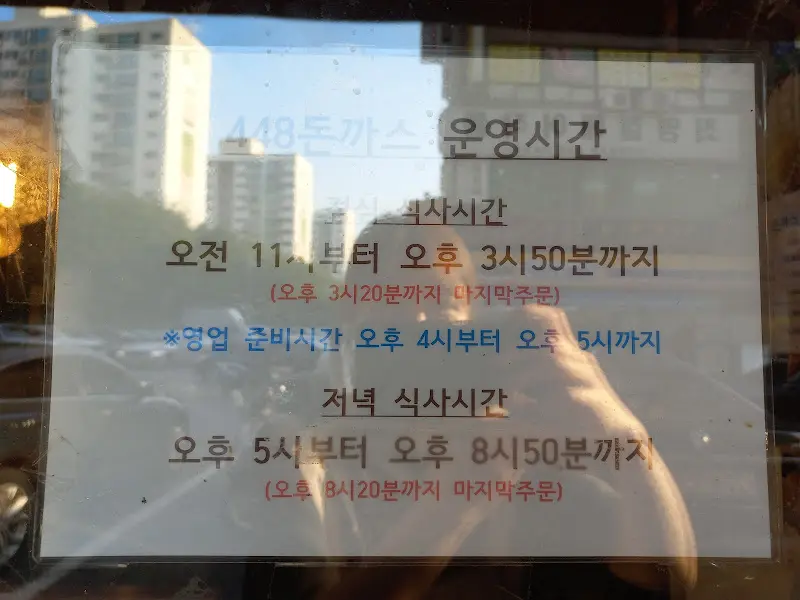 448돈까스 운영시간
점심 식사시간
오전 11시부터 오후 3시50분까지
(오후 3시20분까지 마지막주문)
※영업 준비시간 오후 4시부터 오후 5시까지
저녁 식사시간
오후 5시부터 오후 8시50분까지
(오후 8시20분까지 마지막주문)